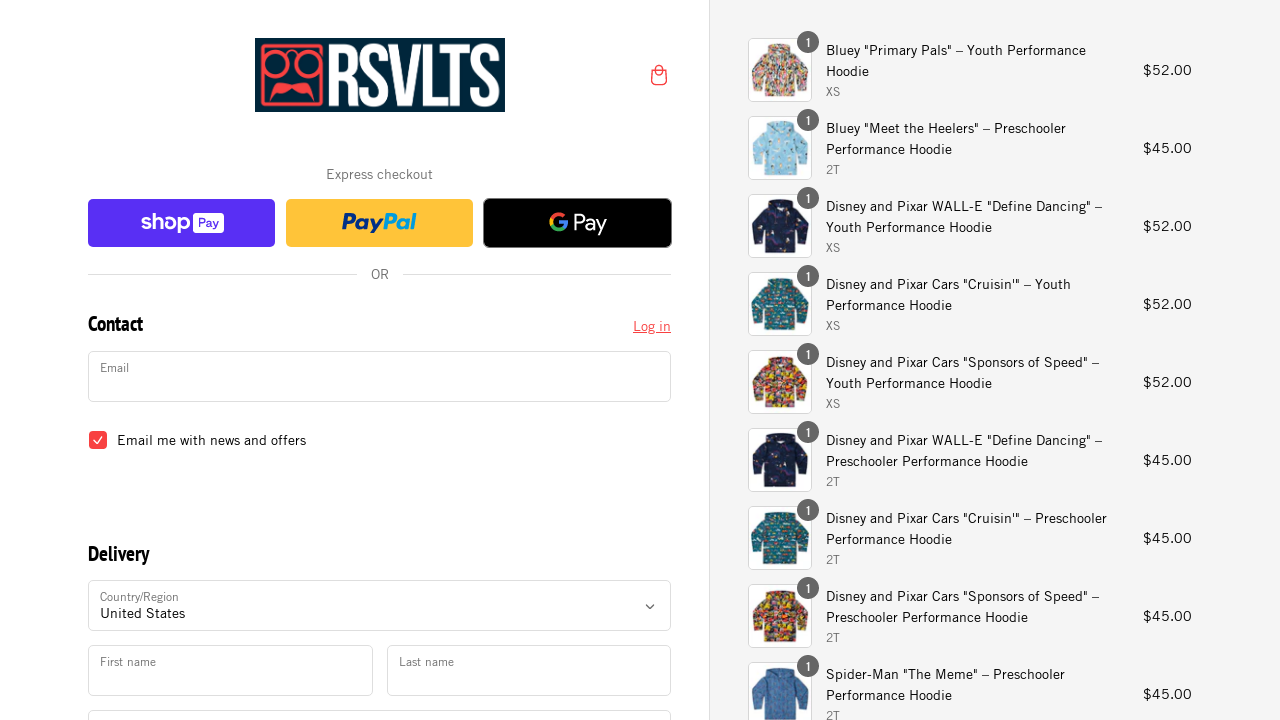 RSVLTS
Express checkout
shop Pay
PayPal
G Pay
OR
Contact
Log in
Email
Email me with news and offers
Delivery
Country/Region
United States
First name
Last name
1
Bluey "Primary Pals" – Youth Performance
Hoodie
XS
$52.00
1
Bluey "Meet the Heelers" – Preschooler
Performance Hoodie
2T
$45.00
1
Disney and Pixar WALL-E "Define Dancing" –
Youth Performance Hoodie
XS
$52.00
1
Disney and Pixar Cars "Cruisin'" – Youth
Performance Hoodie
XS
$52.00
1
Disney and Pixar Cars "Sponsors of Speed" –
Youth Performance Hoodie
XS
$52.00
1
Disney and Pixar WALL-E "Define Dancing" –
Preschooler Performance Hoodie
2T
$45.00
1
Disney and Pixar Cars "Cruisin'" – Preschooler
Performance Hoodie
2T
$45.00
1
Disney and Pixar Cars "Sponsors of Speed" –
Preschooler Performance Hoodie
2T
$45.00
1
Spider-Man "The Meme" – Preschooler
Performance Hoodie
2T
$45.00